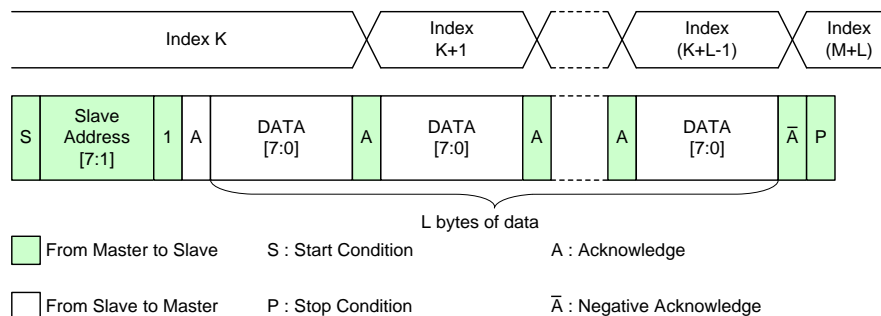 Index K
Index
K+1
Index
(K+L-1)
Index
(M+L)
S
Slave
Address
[7:1]
1
A
DATA
[7:0]
A
DATA
[7:0]
A
A
DATA
[7:0]
A̅
P
L bytes of data
From Master to Slave
S : Start Condition
A : Acknowledge
From Slave to Master
P : Stop Condition
A̅ : Negative Acknowledge